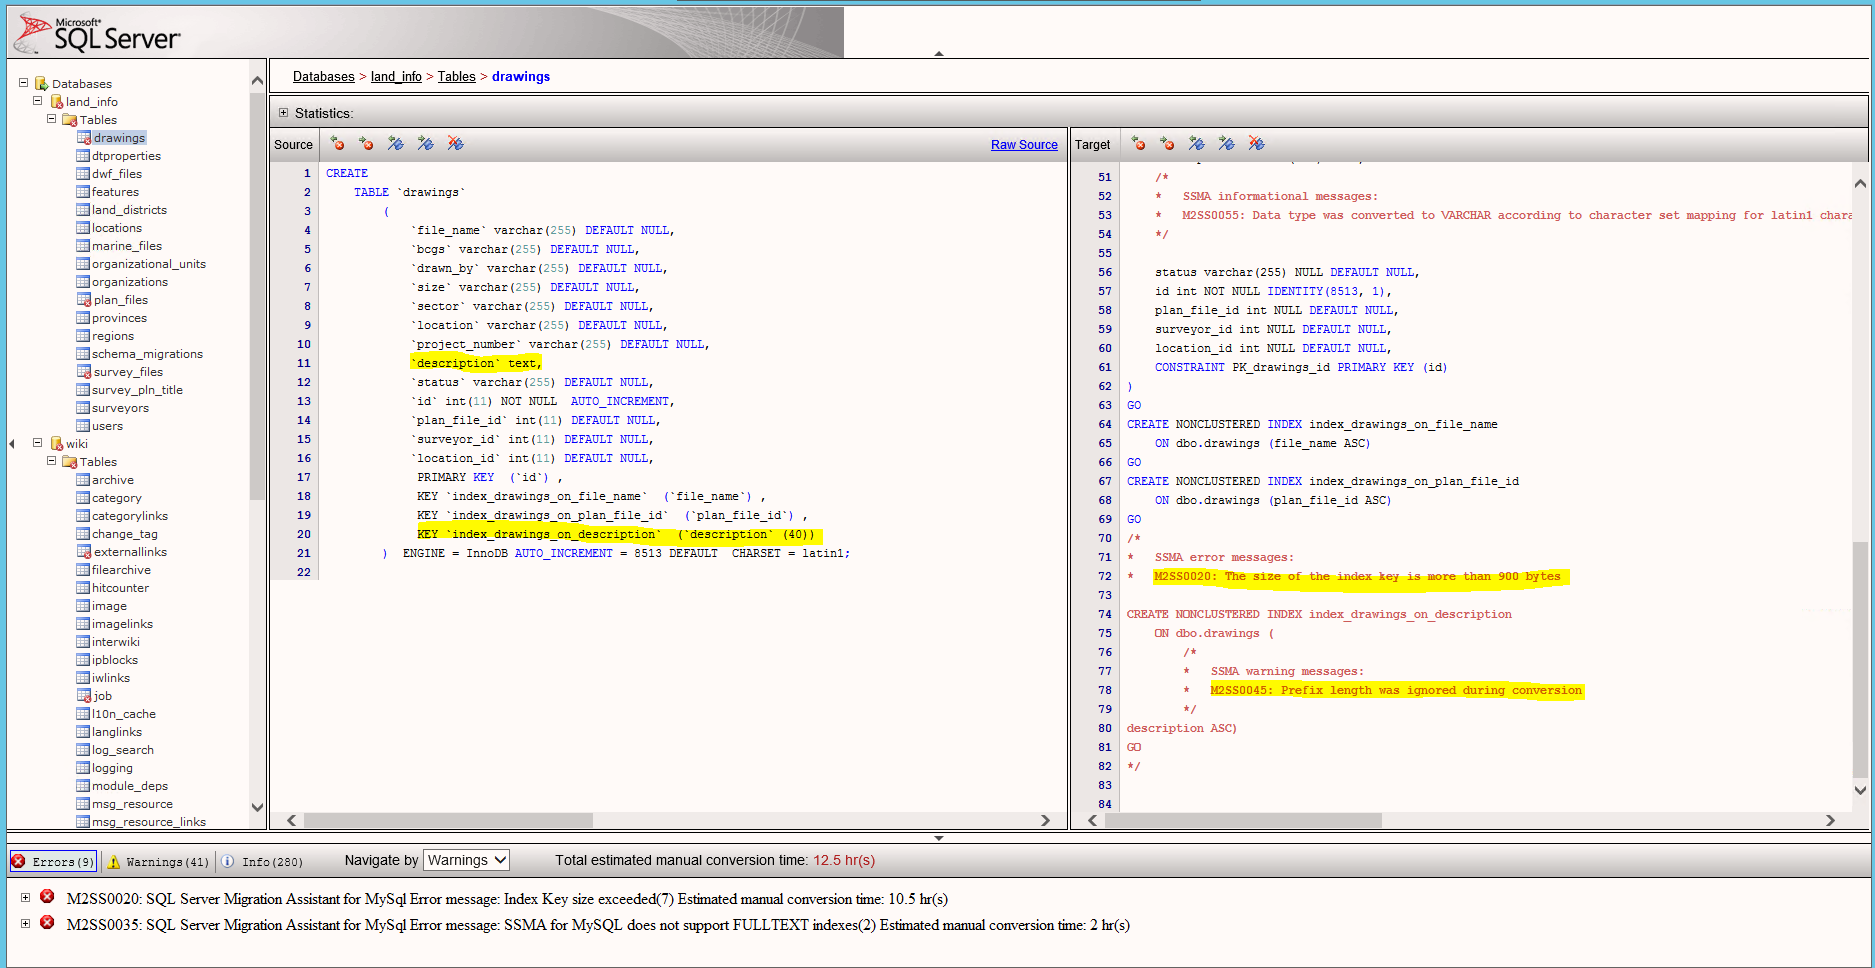 Microsoft®
SQL Server®
Databases
land_info
Tables
drawings
dtproperties
dwf_files
features
land_districts
locations
marine_files
organizational_units
organizations
plan_files
provinces
regions
schema_migrations
survey_files
survey_pln_title
surveyors
users
wiki
Tables
archive
category
categorylinks
change_tag
externallinks
filearchive
hitcounter
image
imagelinks
interwiki
ipblocks
iwlinks
job
l10n_cache
langlinks
log_search
logging
module_deps
msg_resource
msg_resource_links
Databases > land_info > Tables > drawings
Statistics:
Source
Raw Source
1 CREATE
2 TABLE `drawings`
3 (
4 `file_name` varchar(255) DEFAULT NULL,
5 `bcgs` varchar(255) DEFAULT NULL,
6 `drawn_by` varchar(255) DEFAULT NULL,
7 `size` varchar(255) DEFAULT NULL,
8 `sector` varchar(255) DEFAULT NULL,
9 `location` varchar(255) DEFAULT NULL,
10 `project_number` varchar(255) DEFAULT NULL,
11 `description` text,
12 `status` varchar(255) DEFAULT NULL,
13 `id` int(11) NOT NULL AUTO_INCREMENT,
14 `plan_file_id` int(11) DEFAULT NULL,
15 `surveyor_id` int(11) DEFAULT NULL,
16 `location_id` int(11) DEFAULT NULL,
17 PRIMARY KEY (`id`) ,
18 KEY `index_drawings_on_file_name` (`file_name`) ,
19 KEY `index_drawings_on_plan_file_id` (`plan_file_id`) ,
20 KEY `index_drawings_on_description` (`description` (40))
21 ) ENGINE = InnoDB AUTO_INCREMENT = 8513 DEFAULT CHARSET = latin1;
22
Target
51 /*
52 * SSMA informational messages:
53 * M2SS0055: Data type was converted to VARCHAR according to character set mapping for latin1 chara
54 */
55
56 status varchar(255) NULL DEFAULT NULL,
57 id int NOT NULL IDENTITY(8513, 1),
58 plan_file_id int NULL DEFAULT NULL,
59 surveyor_id int NULL DEFAULT NULL,
60 location_id int NULL DEFAULT NULL,
61 CONSTRAINT PK_drawings_id PRIMARY KEY (id)
62 )
63 GO
64 CREATE NONCLUSTERED INDEX index_drawings_on_file_name
65 ON dbo.drawings (file_name ASC)
66 GO
67 CREATE NONCLUSTERED INDEX index_drawings_on_plan_file_id
68 ON dbo.drawings (plan_file_id ASC)
69 GO
70 /*
71 * SSMA error messages:
72 * M2SS0020: The size of the index key is more than 900 bytes
73
74 CREATE NONCLUSTERED INDEX index_drawings_on_description
75 ON dbo.drawings (
76 /*
77 * SSMA warning messages:
78 * M2SS0045: Prefix length was ignored during conversion
79 */
80 description ASC)
81 GO
82 */
83
84
Errors(9) Warnings(41) Info(280) Navigate by Warnings Total estimated manual conversion time: 12.5 hr(s)
M2SS0020: SQL Server Migration Assistant for MySql Error message: Index Key size exceeded(7) Estimated manual conversion time: 10.5 hr(s)
M2SS0035: SQL Server Migration Assistant for MySql Error message: SSMA for MySQL does not support FULLTEXT indexes(2) Estimated manual conversion time: 2 hr(s)